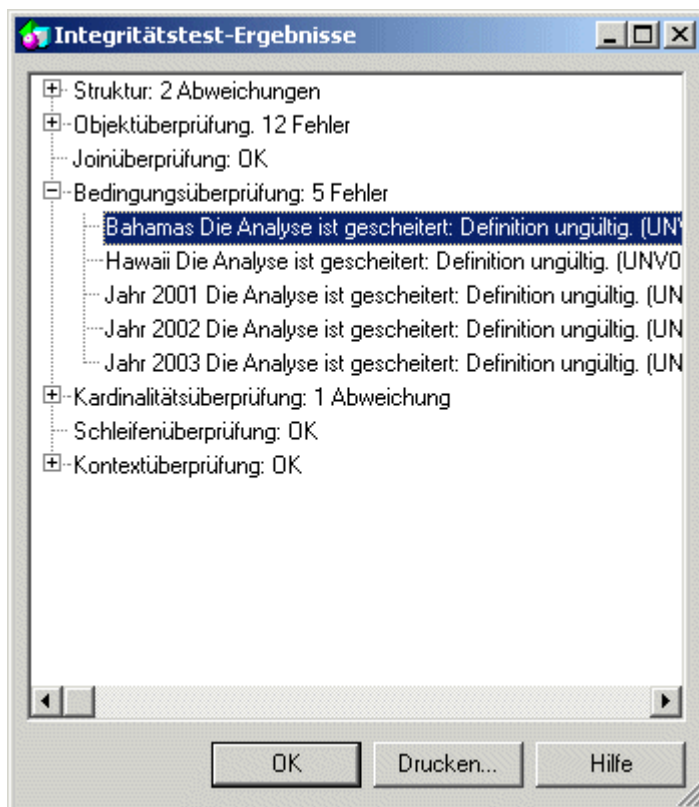 Integritätstest-Ergebnisse
Struktur: 2 Abweichungen
Objektüberprüfung. 12 Fehler
Joinüberprüfung: OK
Bedingungsüberprüfung: 5 Fehler
Bahamas Die Analyse ist gescheitert: Definition ungültig. (UNV
Hawaii Die Analyse ist gescheitert: Definition ungültig. (UNV0
Jahr 2001 Die Analyse ist gescheitert: Definition ungültig. (UN
Jahr 2002 Die Analyse ist gescheitert: Definition ungültig. (UN
Jahr 2003 Die Analyse ist gescheitert: Definition ungültig. (UN
Kardinalitätsüberprüfung: 1 Abweichung
Schleifenüberprüfung: OK
Kontextüberprüfung: OK
OK Drucken... Hilfe